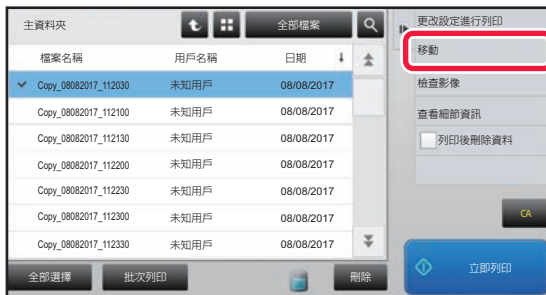 主資料夾
全部檔案
檔案名稱 用戶名稱 日期
Copy_08082017_112030 未知用戶 08/08/2017
Copy_08082017_112100 未知用戶 08/08/2017
Copy_08082017_112130 未知用戶 08/08/2017
Copy_08082017_112200 未知用戶 08/08/2017
Copy_08082017_112230 未知用戶 08/08/2017
Copy_08082017_112300 未知用戶 08/08/2017
Copy_08082017_112330 未知用戶 08/08/2017
全部選擇 批次列印 刪除
更改設定進行列印
移動
檢查影像
查看細節資訊
列印後刪除資料
CA
立即列印